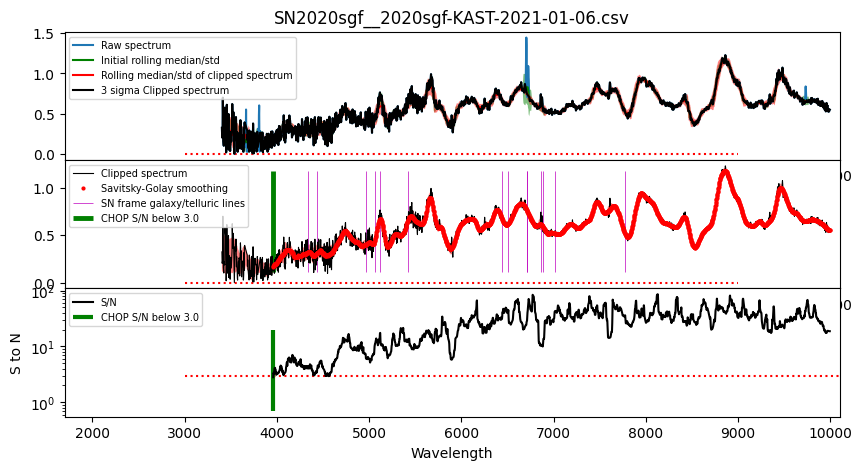 SN2020sgf__2020sgf-KAST-2021-01-06.csv
1.5
1.0
0.5
0.0
Raw spectrum
Initial rolling median/std
Rolling median/std of clipped spectrum
3 sigma Clipped spectrum
1.0
0.5
0.0
Clipped spectrum
Savitsky-Golay smoothing
SN frame galaxy/telluric lines
CHOP S/N below 3.0
S to N
10²
10¹
10⁰
S/N
CHOP S/N below 3.0
2000 3000 4000 5000 6000 7000 8000 9000 10000
Wavelength